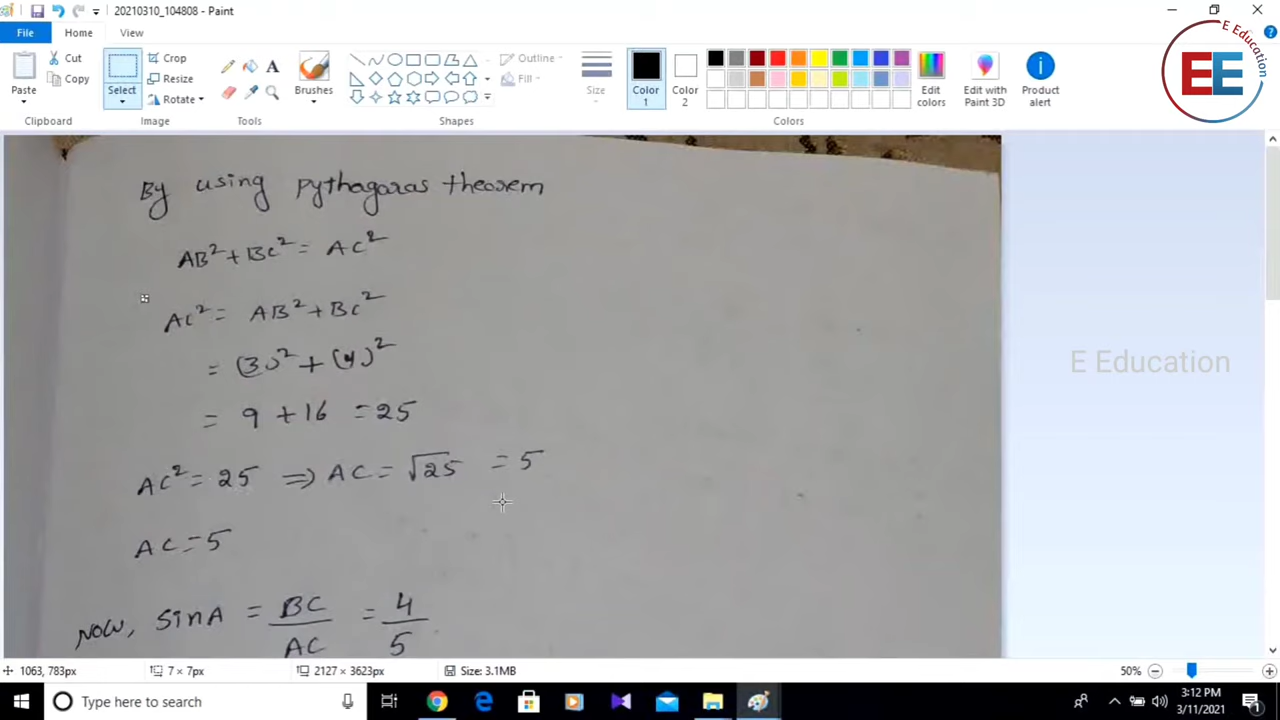 20210310_104808 - Paint
File
Home
View
Paste
Cut
Copy
Clipboard
Select
Crop
Resize
Rotate
Image
A
Tools
Brushes
Shapes
Outline
Fill
Size
Color 1
Color 2
Colors
Edit colors
Edit with Paint 3D
Product alert
E Education
EE
By using pythagaras theorem
AB²+BC² = AC²
AC² = AB²+BC²
= (3)² + (4)²
= 9 + 16 = 25
AC² = 25 ⇒ AC = √25 = 5
AC = 5
Now, sinA = BC/AC = 4/5
E Education
1063, 783px
7 × 7px
2127 × 3623px
Size: 3.1MB
50%
Type here to search
3:12 PM
3/11/2021